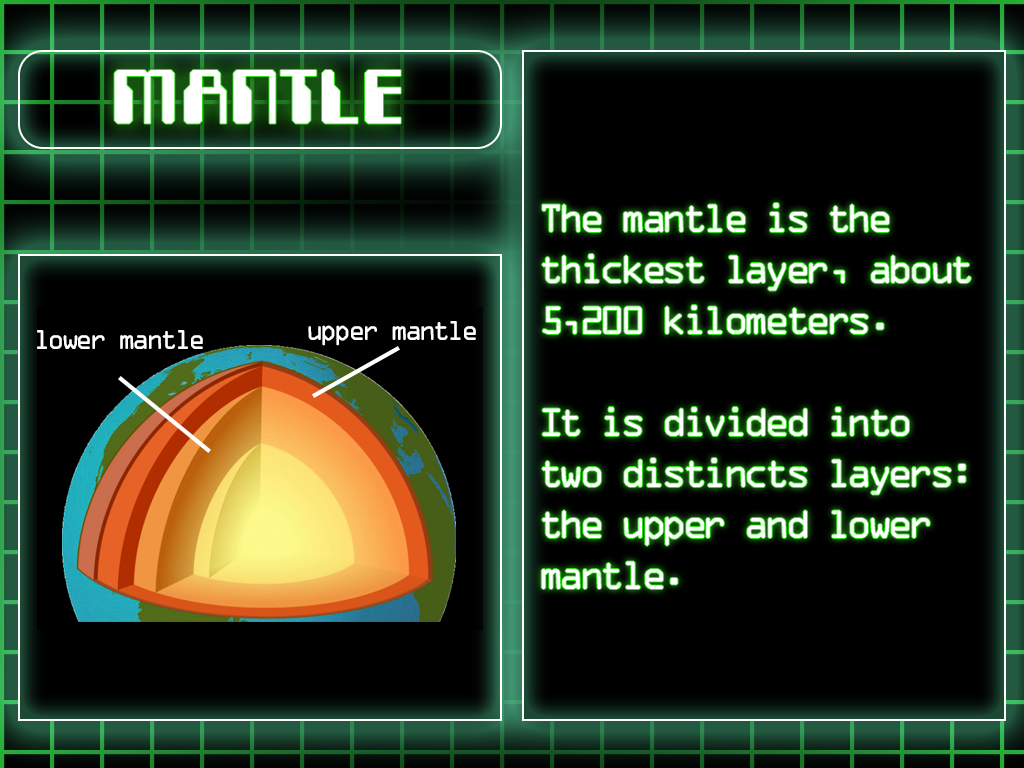 MANTLE
lower mantle
upper mantle
The mantle is the
thickest layer, about
5,200 kilometers.
It is divided into
two distincts layers:
the upper and lower
mantle.